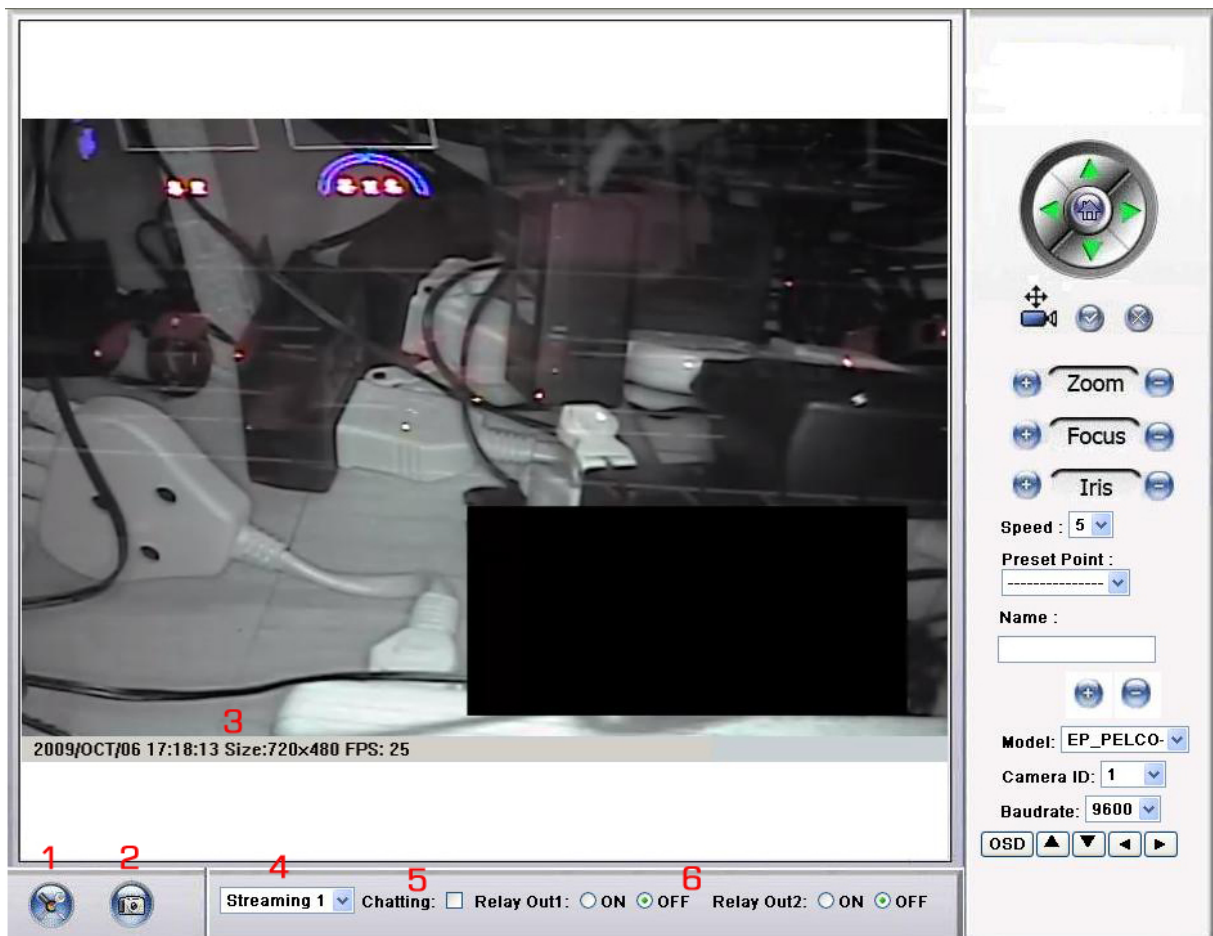 Zoom
Focus
Iris
Speed : 5
Preset Point :
---------------
Name :
3
2009/OCT/06 17:18:13 Size:720x480 FPS: 25
Model: EP_PELCO-
Camera ID: 1
Baudrate: 9600
OSD
1 2
4 5 6
Streaming 1 Chatting: Relay Out1: ON OFF Relay Out2: ON OFF